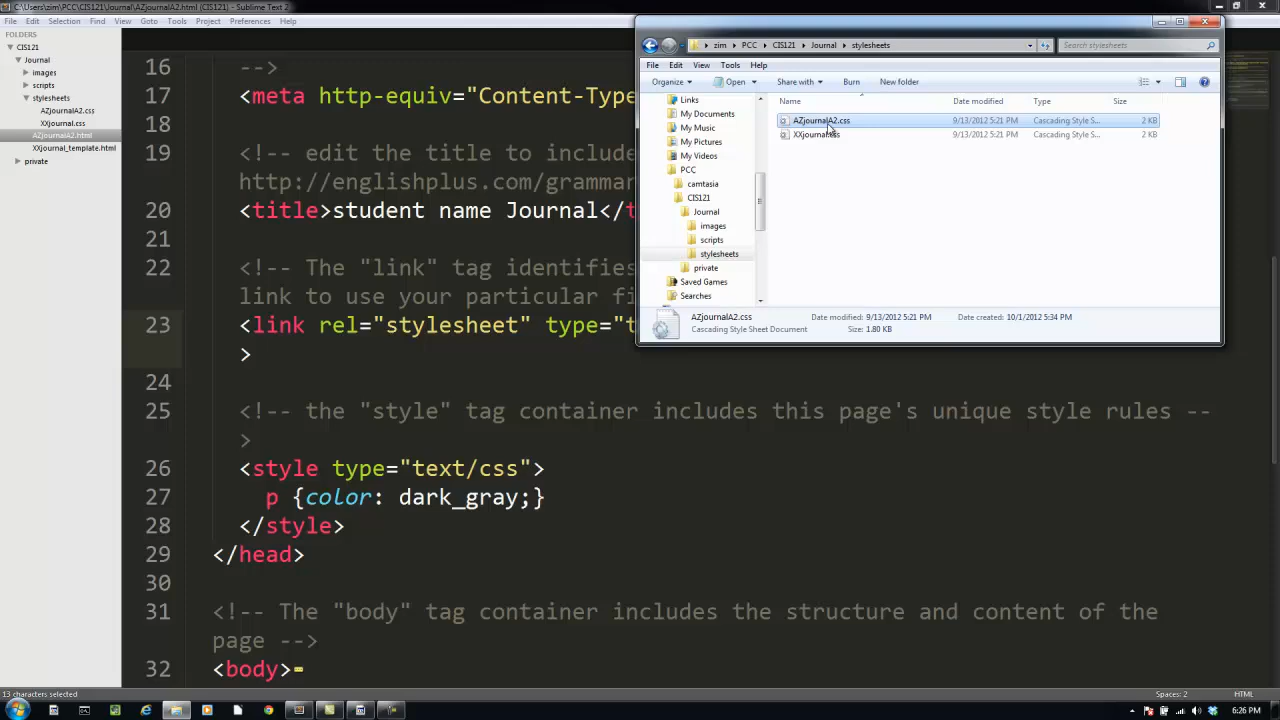 C:\Users\zim\PCC\CIS121\Journal\AZjournalA2.html (CIS121) - Sublime Text 2
File Edit Selection Find View Goto Tools Project Preferences Help
FOLDERS
CIS121
Journal
images
scripts
stylesheets
AZjournalA2.css
XXjournal.css
AZjournalA2.html
XXjournal_template.html
private
16 -->
17 <meta http-equiv="Content-Type
18
19 <!-- edit the title to include
http://englishplus.com/grammar
20 <title>student name Journal</t
21
22 <!-- The "link" tag identifies
link to use your particular fi
23 <link rel="stylesheet" type="t
>
24
25 <!-- the "style" tag container includes this page's unique style rules --
>
26 <style type="text/css">
27 p {color: dark_gray;}
28 </style>
29 </head>
30
31 <!-- The "body" tag container includes the structure and content of the
page -->
32 <body>
zim PCC CIS121 Journal stylesheets
Search stylesheets
File Edit View Tools Help
Organize Open Share with Burn New folder
Links
My Documents
My Music
My Pictures
My Videos
PCC
camtasia
CIS121
Journal
images
scripts
stylesheets
private
Saved Games
Searches
Name Date modified Type Size
AZjournalA2.css 9/13/2012 5:21 PM Cascading Style S... 2 KB
XXjournal.css 9/13/2012 5:21 PM Cascading Style S... 2 KB
AZjournalA2.css Date modified: 9/13/2012 5:21 PM Date created: 10/1/2012 5:34 PM
Cascading Style Sheet Document Size: 1.80 KB
13 characters selected Spaces: 2 HTML
6:26 PM